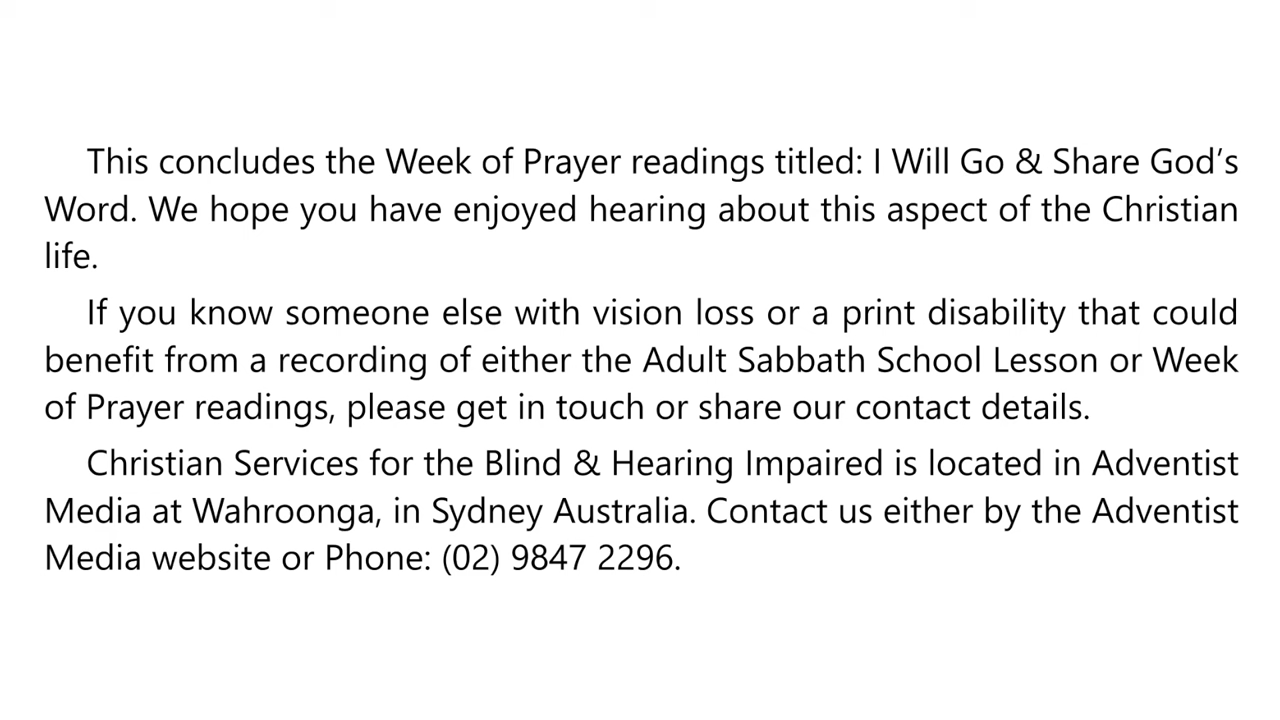 This concludes the Week of Prayer readings titled: I Will Go & Share God's
Word. We hope you have enjoyed hearing about this aspect of the Christian
life.
If you know someone else with vision loss or a print disability that could
benefit from a recording of either the Adult Sabbath School Lesson or Week
of Prayer readings, please get in touch or share our contact details.
Christian Services for the Blind & Hearing Impaired is located in Adventist
Media at Wahroonga, in Sydney Australia. Contact us either by the Adventist
Media website or Phone: (02) 9847 2296.